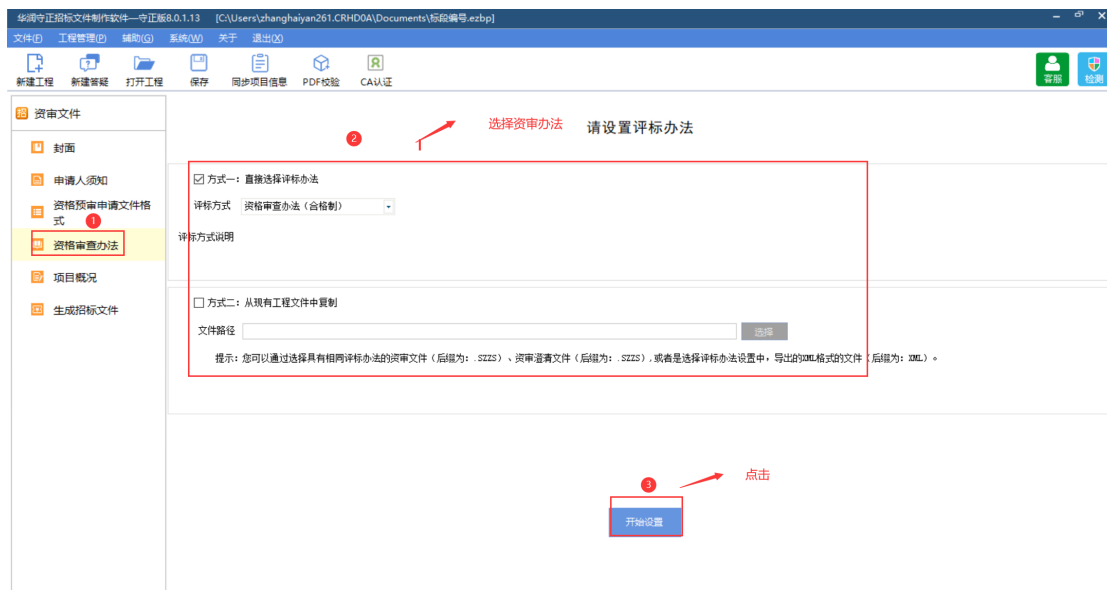 华润守正招标文件制作软件—守正版8.0.1.13 [C:\Users\zhanghaiyan261.CRHD0A\Documents\标段编号.ezbp]
文件(F) 工程管理(P) 辅助(G) 系统(W) 关于 退出(X)
新建工程 新建答疑 打开工程 保存 同步项目信息 PDF校验 CA认证 客服 检测
招 资审文件
封面
申请人须知
资格预审申请文件格
式
1
资格审查办法
项目概况
生成招标文件
2
选择资审办法
请设置评标办法
方式一：直接选择评标办法
评标方式 资格审查办法（合格制）
评标方式说明
方式二：从现有工程文件中复制
文件路径 选择
提示：您可以通过选择具有相同评标办法的资审文件（后缀为：.SZZS）、资审澄清文件（后缀为：.SZZS）,或者是选择评标办法设置中，导出的XML格式的文件（后缀为：XML）。
3
点击
开始设置